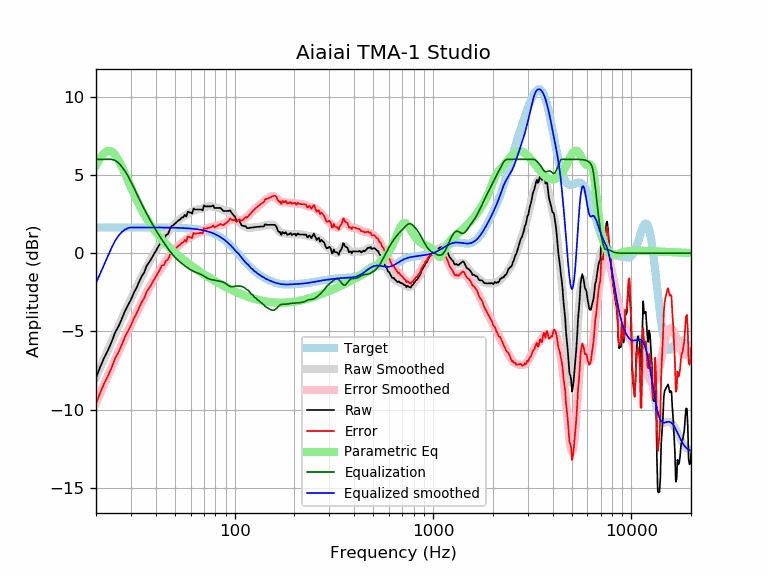 Aiaiai TMA-1 Studio
Amplitude (dBr)
10
5
0
−5
−10
−15
Target
Raw Smoothed
Error Smoothed
Raw
Error
Parametric Eq
Equalization
Equalized smoothed
100 1000 10000
Frequency (Hz)